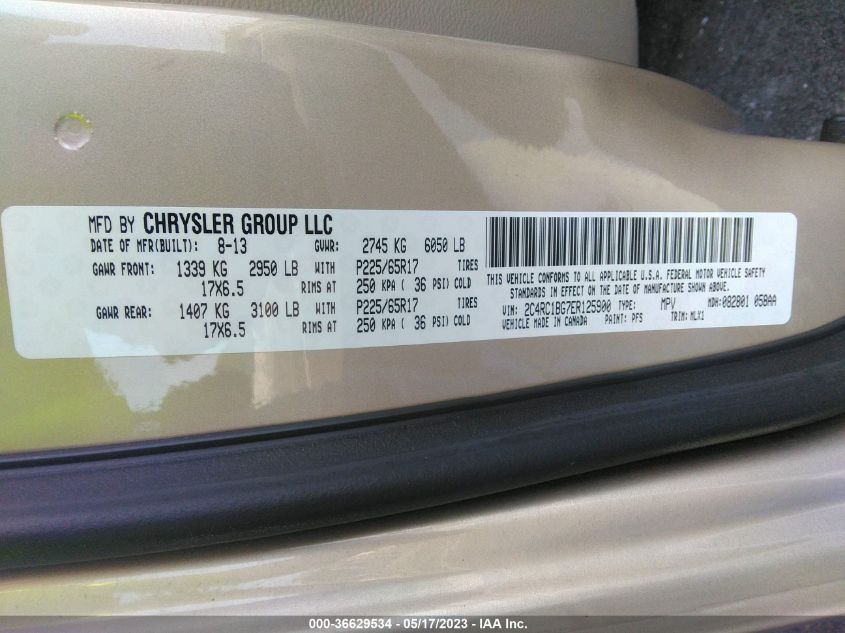 MFD BY CHRYSLER GROUP LLC
DATE OF MFR(BUILT): 8-13 GVWR: 2745 KG 6050 LB
GAWR FRONT: 1339 KG 2950 LB WITH P225/65R17 TIRES
17X6.5 RIMS AT 250 KPA ( 36 PSI) COLD
GAWR REAR: 1407 KG 3100 LB WITH P225/65R17 TIRES
17X6.5 RIMS AT 250 KPA ( 36 PSI) COLD
THIS VEHICLE CONFORMS TO ALL APPLICABLE U.S.A. FEDERAL MOTOR VEHICLE SAFETY
STANDARDS IN EFFECT ON THE DATE OF MANUFACTURE SHOWN ABOVE.
VIN: 2C4RC1BG7ER125900 TYPE: MPV MDH: 082801 058AA
VEHICLE MADE IN CANADA PAINT: PFS TRIM: MLX1
000-36629534 - 05/17/2023 - IAA Inc.